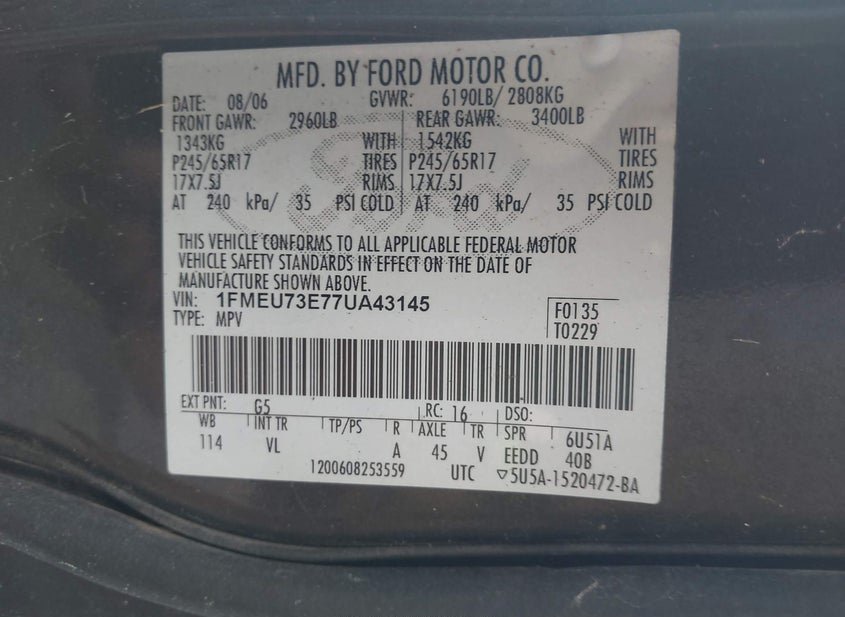 MFD. BY FORD MOTOR CO.
DATE: 08/06 GVWR: 6190LB/ 2808KG
FRONT GAWR: 2960LB REAR GAWR: 3400LB
1343KG WITH 1542KG WITH
P245/65R17 TIRES P245/65R17 TIRES
17X7.5J RIMS 17X7.5J RIMS
AT 240 kPa/ 35 PSI COLD AT 240 kPa/ 35 PSI COLD
Ford
THIS VEHICLE CONFORMS TO ALL APPLICABLE FEDERAL MOTOR
VEHICLE SAFETY STANDARDS IN EFFECT ON THE DATE OF
MANUFACTURE SHOWN ABOVE.
VIN: 1FMEU73E77UA43145
TYPE: MPV
F0135
T0229
EXT PNT: G5 RC: 16 DSO:
WB INT TR TP/PS R AXLE TR SPR 6U51A
114 VL A 45 V EEDD 40B
1200608253559 UTC ▽5U5A-1520472-BA